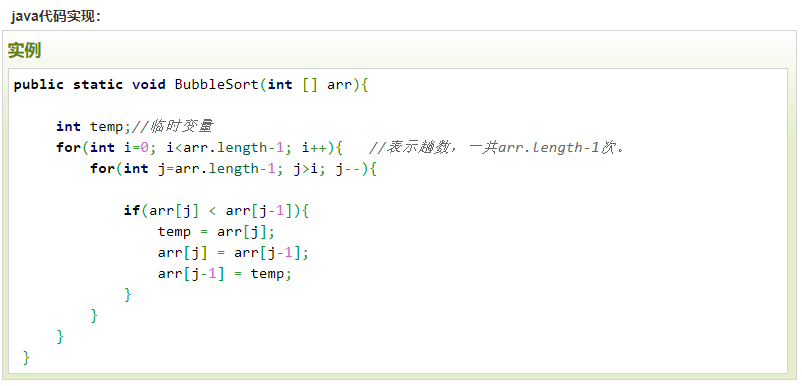 java代码实现：
实例
public static void BubbleSort(int [] arr){
int temp;//临时变量
for(int i=0; i<arr.length-1; i++){   //表示趟数，一共arr.length-1次。
for(int j=arr.length-1; j>i; j--){
if(arr[j] < arr[j-1]){
temp = arr[j];
arr[j] = arr[j-1];
arr[j-1] = temp;
}
}
}
}